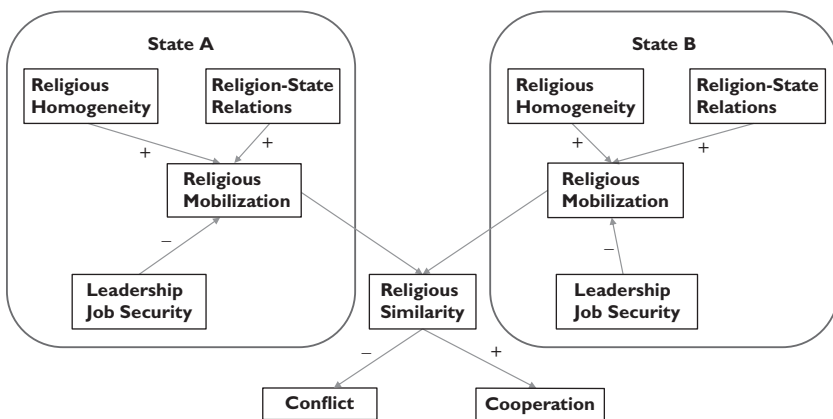 State A
State B
Religious
Homogeneity
Religion-State
Relations
Religious
Homogeneity
Religion-State
Relations
+
+
+
+
Religious
Mobilization
Religious
Mobilization
–
–
Leadership
Job Security
Religious
Similarity
Leadership
Job Security
–
+
Conflict
Cooperation